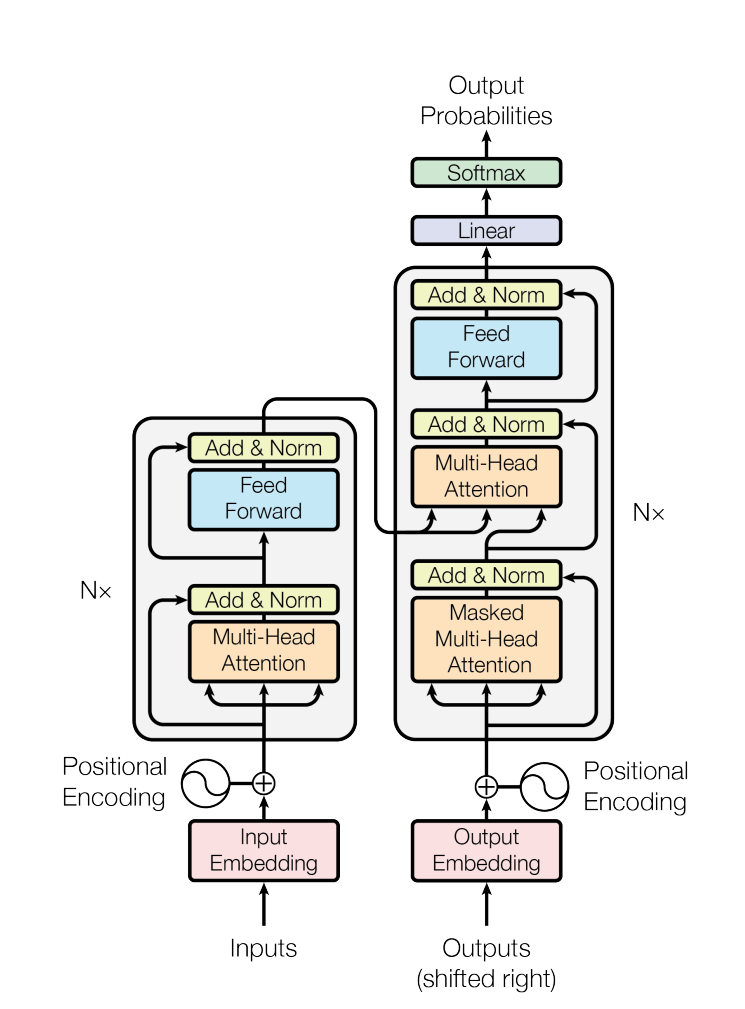 Output
Probabilities
Softmax
Linear
Add & Norm
Feed
Forward
Add & Norm
Multi-Head
Attention
N×
Add & Norm
Masked
Multi-Head
Attention
Add & Norm
Feed
Forward
N×
Add & Norm
Multi-Head
Attention
Positional
Encoding
Positional
Encoding
Input
Embedding
Output
Embedding
Inputs
Outputs
(shifted right)